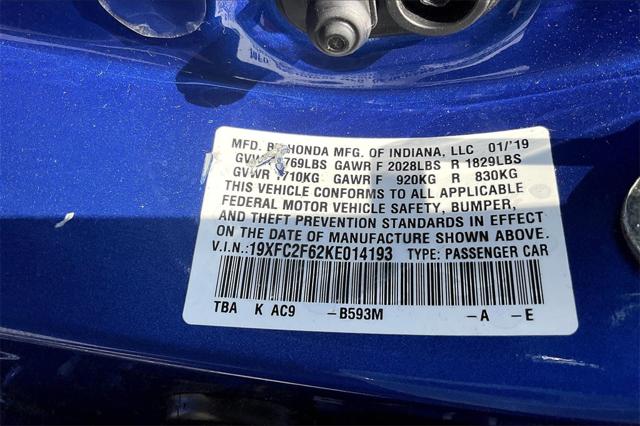 MFD. BY HONDA MFG. OF INDIANA, LLC 01/'19
GVWR 769LBS GAWR F 2028LBS R 1829LBS
GVWR 1710KG GAWR F 920KG R 830KG
THIS VEHICLE CONFORMS TO ALL APPLICABLE
FEDERAL MOTOR VEHICLE SAFETY, BUMPER,
AND THEFT PREVENTION STANDARDS IN EFFECT
ON THE DATE OF MANUFACTURE SHOWN ABOVE.
V.I.N.:19XFC2F62KE014193 TYPE: PASSENGER CAR
TBA K AC9 -B593M -A -E